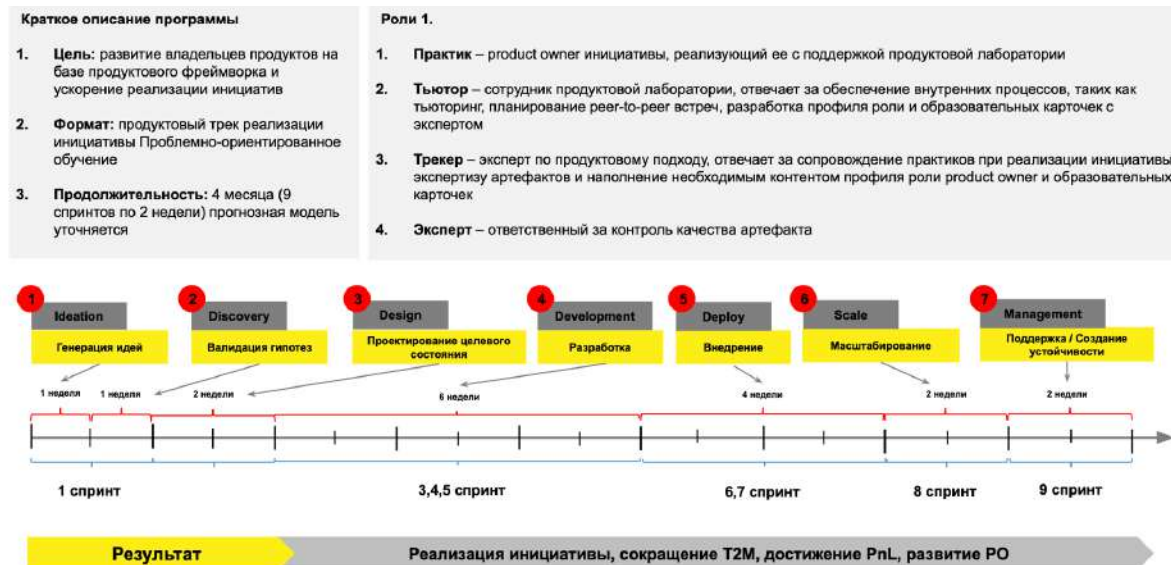 Краткое описание программы
1. Цель: развитие владельцев продуктов на
базе продуктового фреймворка и
ускорение реализации инициатив
2. Формат: продуктовый трек реализации
инициативы Проблемно-ориентированное
обучение
3. Продолжительность: 4 месяца (9
спринтов по 2 недели) прогнозная модель
уточняется
Роли 1.
1. Практик – product owner инициативы, реализующий ее с поддержкой продуктовой лаборатории
2. Тьютор – сотрудник продуктовой лаборатории, отвечает за обеспечение внутренних процессов, таких как
тьюторинг, планирование peer-to-peer встреч, разработка профиля роли и образовательных карточек с
экспертом
3. Трекер – эксперт по продуктовому подходу, отвечает за сопровождение практиков при реализации инициативы
экспертизу артефактов и наполнение необходимым контентом профиля роли product owner и образовательных
карточек
4. Эксперт – ответственный за контроль качества артефакта
1 2 3 4 5 6 7
Ideation Discovery Design Development Deploy Scale Management
Генерация идей
Валидация гипотез
Проектирование целевого
состояния
Разработка
Внедрение
Масштабирование
Поддержка / Создание
устойчивости
1 неделя 1 неделя 2 недели 6 недели 4 недели 2 недели 2 недели
1 спринт 3,4,5 спринт 6,7 спринт 8 спринт 9 спринт
Результат Реализация инициативы, сокращение T2M, достижение PnL, развитие PO